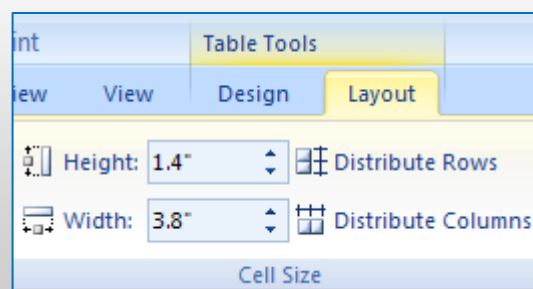 int Table Tools
iew View Design Layout
Height: 1.4" Distribute Rows
Width: 3.8" Distribute Columns
Cell Size